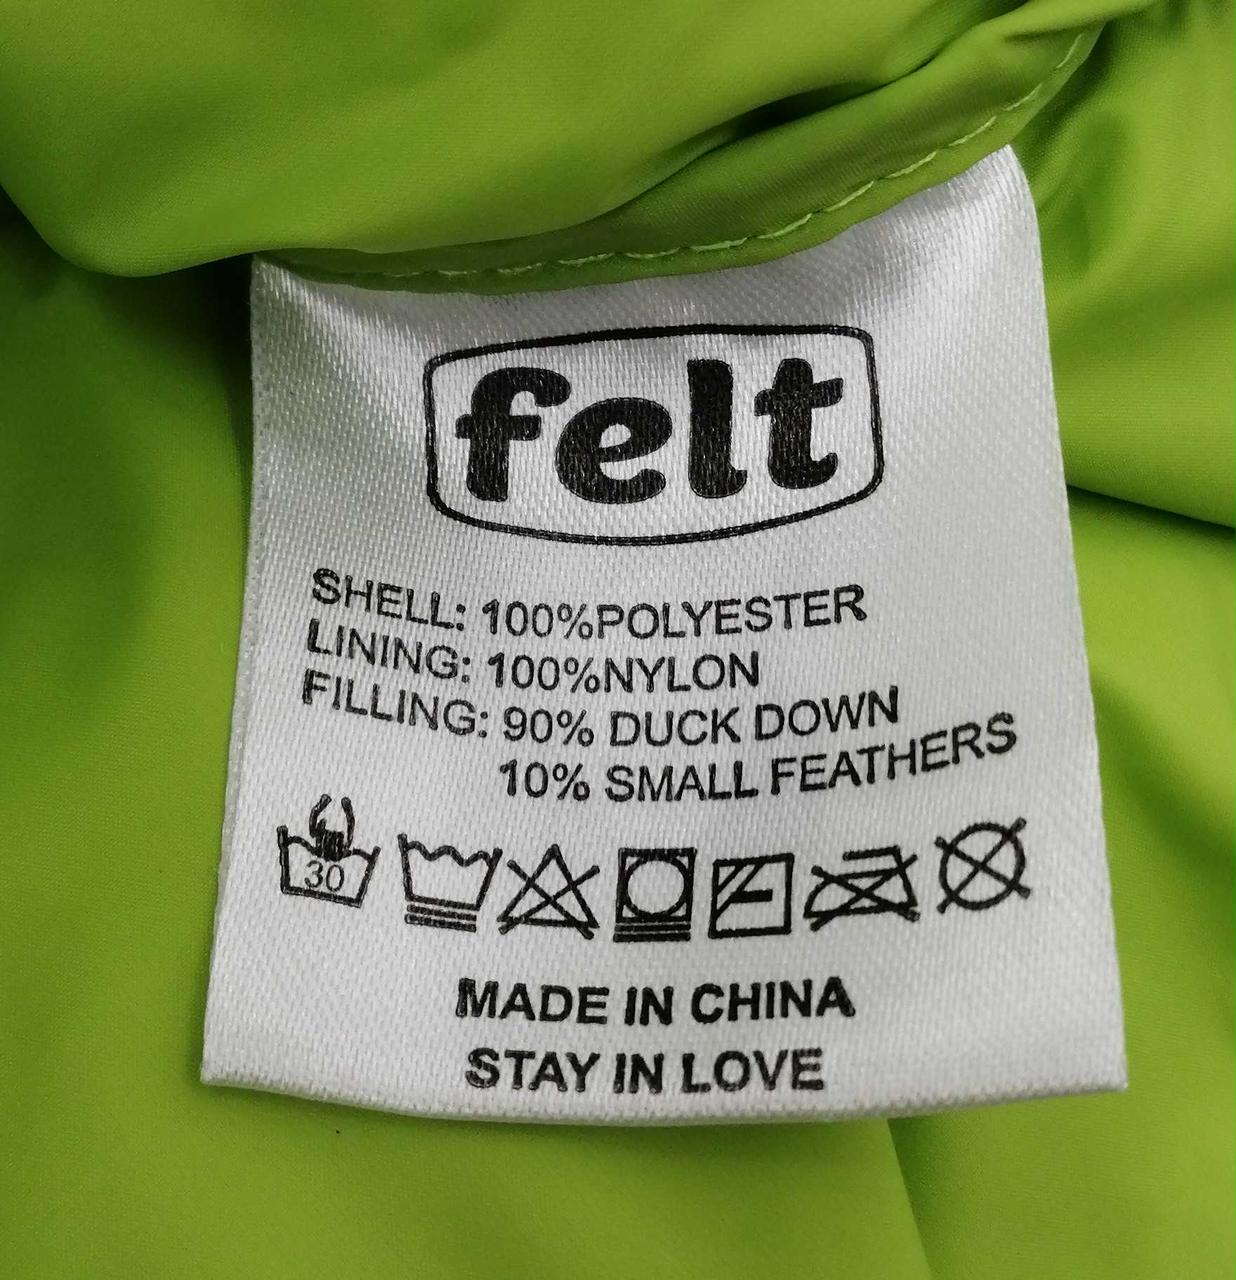 felt
SHELL: 100%POLYESTER
LINING: 100%NYLON
FILLING: 90% DUCK DOWN
10% SMALL FEATHERS
30
MADE IN CHINA
STAY IN LOVE